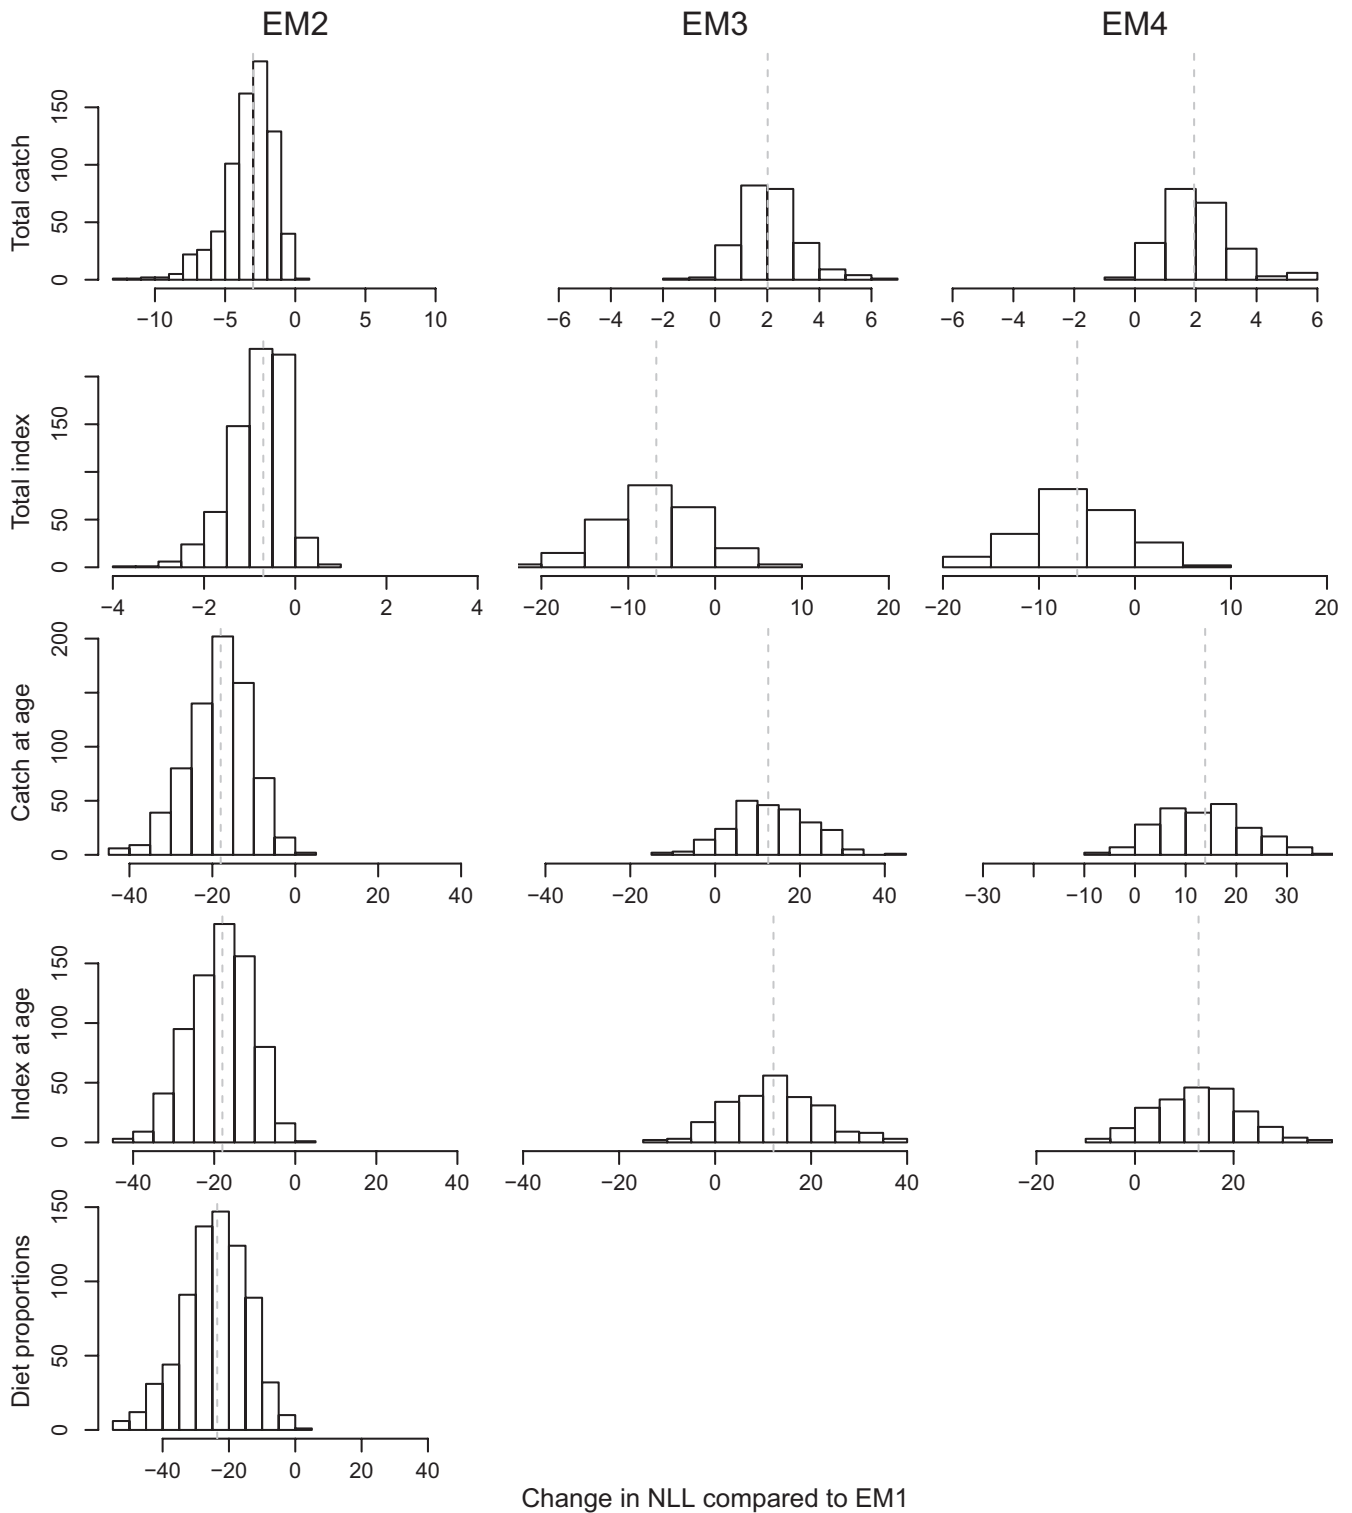 EM2 EM3 EM4
Total catch
0 50 100 150
−10 −5 0 5 10
−6 −4 −2 0 2 4 6
−6 −4 −2 0 2 4 6
Total index
0 50 150
−4 −2 0 2 4
−20 −10 0 10 20
−20 −10 0 10 20
Catch at age
0 50 100 200
−40 −20 0 20 40
−40 −20 0 20 40
−30 −10 0 10 20 30
Index at age
0 50 100 150
−40 −20 0 20 40
−40 −20 0 20 40
−20 0 20
Diet proportions
0 50 100 150
−40 −20 0 20 40
Change in NLL compared to EM1